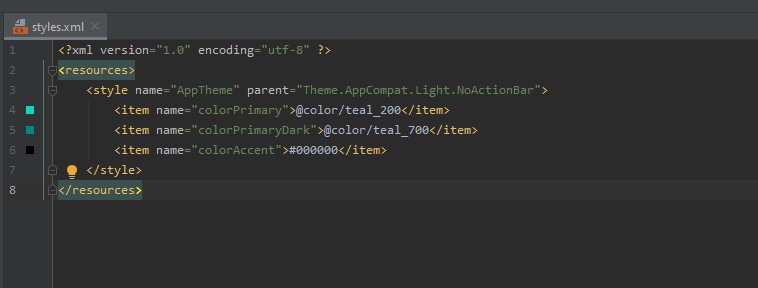 styles.xml
1 <?xml version="1.0" encoding="utf-8" ?>
2 <resources>
3 <style name="AppTheme" parent="Theme.AppCompat.Light.NoActionBar">
4 <item name="colorPrimary">@color/teal_200</item>
5 <item name="colorPrimaryDark">@color/teal_700</item>
6 <item name="colorAccent">#000000</item>
7 </style>
8 </resources>